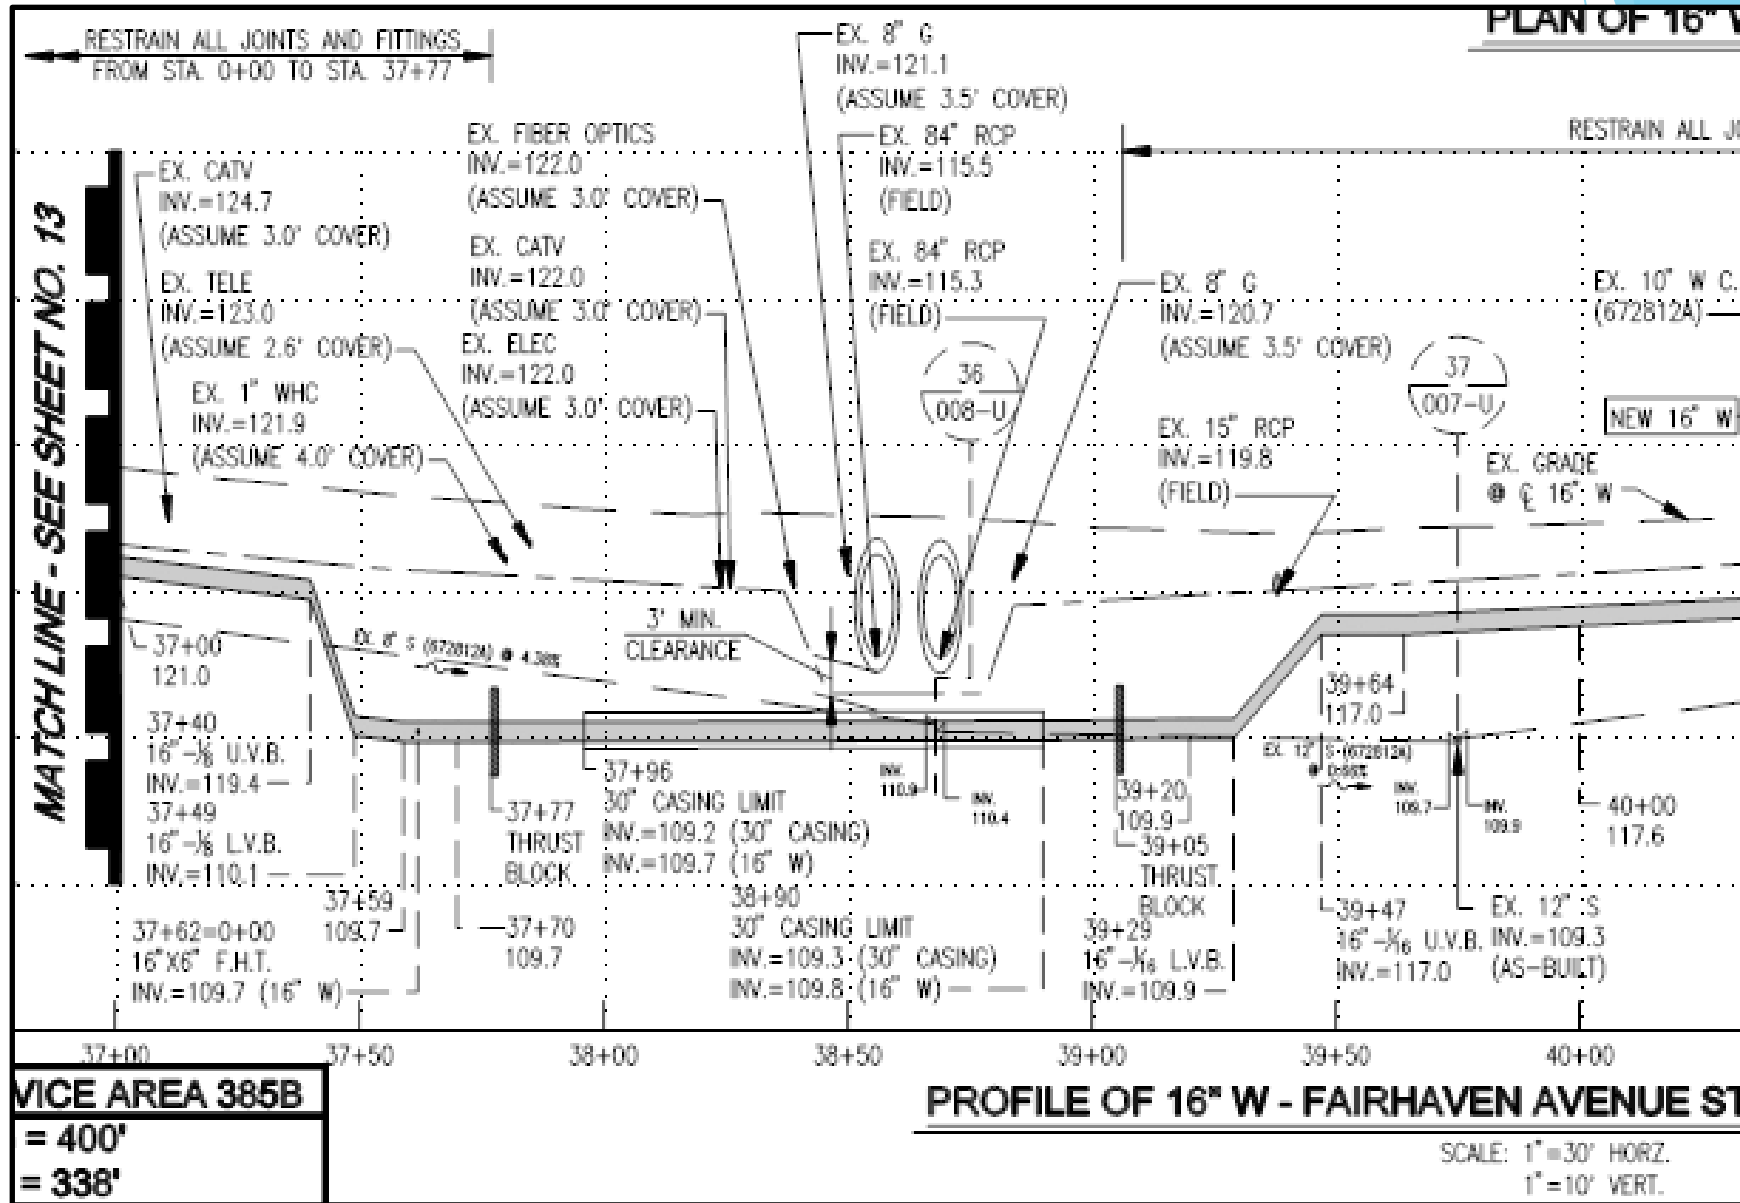 PLAN OF 16" W
RESTRAIN ALL JOINTS AND FITTINGS
FROM STA. 0+00 TO STA. 37+77
EX. 8" G
INV.=121.1
(ASSUME 3.5' COVER)
EX. FIBER OPTICS
INV.=122.0
(ASSUME 3.0' COVER)
EX. 84" RCP
INV.=115.5
(FIELD)
RESTRAIN ALL JO
EX. CATV
INV.=124.7
(ASSUME 3.0' COVER)
EX. CATV
INV.=122.0
(ASSUME 3.0' COVER)
EX. 84" RCP
INV.=115.3
(FIELD)
EX. TELE
INV.=123.0
(ASSUME 2.6' COVER)
EX. 8" G
INV.=120.7
(ASSUME 3.5' COVER)
EX. 10" W C.
(672812A)
EX. ELEC
INV.=122.0
(ASSUME 3.0' COVER)
36
008-U
37
007-U
EX. 1" WHC
INV.=121.9
(ASSUME 4.0' COVER)
NEW 16" W
EX. 15" RCP
INV.=119.8
(FIELD)
EX. GRADE
@ ℄ 16" W
MATCH LINE - SEE SHEET NO. 13
3' MIN.
CLEARANCE
EX. 8" S (672812A) @ 4.38%
37+00
121.0
39+64
117.0
37+40
16"-⅛ U.V.B.
INV.=119.4
37+49
16"-⅛ L.V.B.
INV.=110.1
EX. 12" S (672812A)
@ 0.66%
37+77
THRUST
BLOCK
37+96
30" CASING LIMIT
INV.=109.2 (30" CASING)
INV.=109.7 (16" W)
INV.
110.9
INV.
110.4
39+20
109.9
39+05
THRUST
BLOCK
INV.
109.7
INV.
109.9
40+00
117.6
37+59
109.7
37+70
109.7
38+90
30" CASING LIMIT
INV.=109.3 (30" CASING)
INV.=109.8 (16" W)
37+62=0+00
16"X6" F.H.T.
INV.=109.7 (16" W)
39+29
16"-1/16 L.V.B.
INV.=109.9
39+47
16"-1/16 U.V.B.
INV.=117.0
EX. 12" S
INV.=109.3
(AS-BUILT)
37+00
37+50
38+00
38+50
39+00
39+50
40+00
VICE AREA 385B
= 400'
= 338'
PROFILE OF 16" W - FAIRHAVEN AVENUE ST
SCALE: 1"=30' HORZ.
1"=10' VERT.